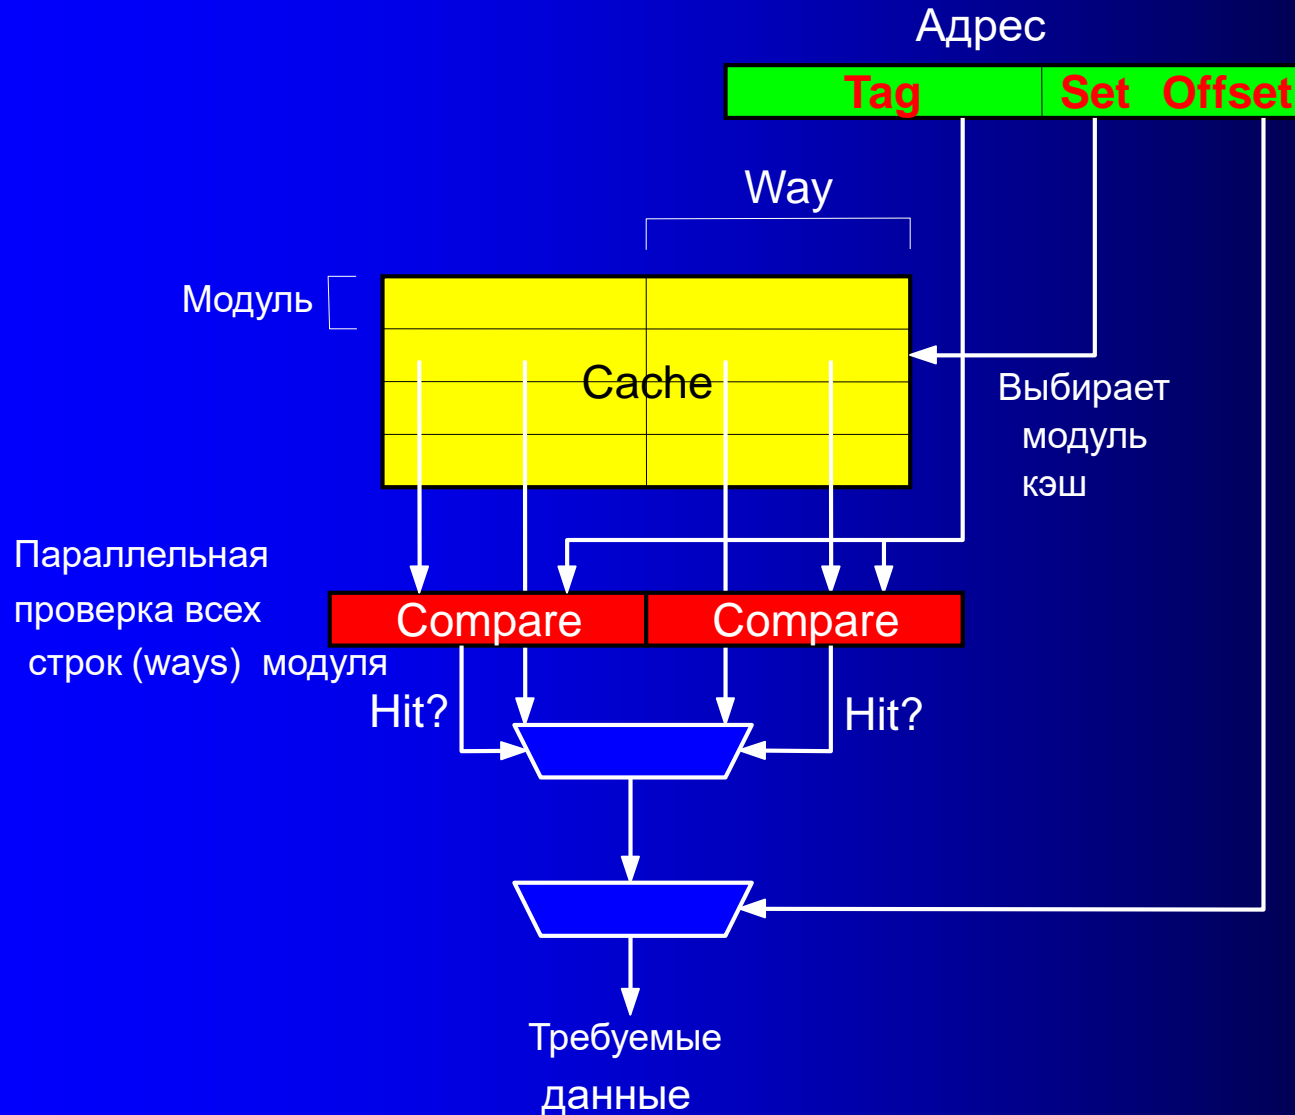 Адрес
Tag Set Offset
Way
Модуль
Cache
Выбирает
модуль
кэш
Параллельная
проверка всех
строк (ways) модуля
Compare Compare
Hit? Hit?
Требуемые
данные